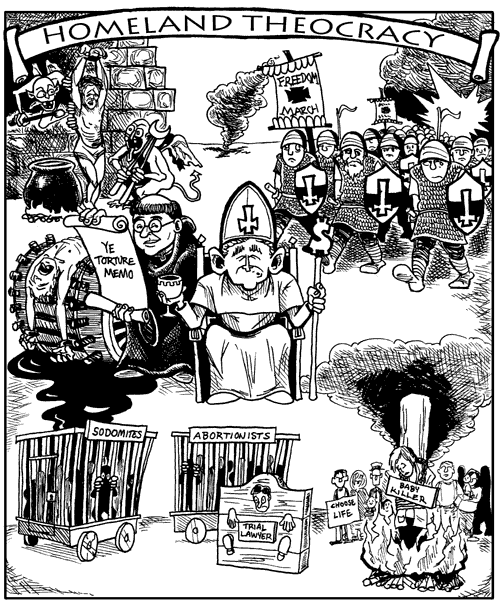 HOMELAND THEOCRACY
FREEDOM
MARCH
YE
TORTURE
MEMO
$
SODOMITES
ABORTIONISTS
TRIAL
LAWYER
CHOOSE
LIFE
BABY
KILLER